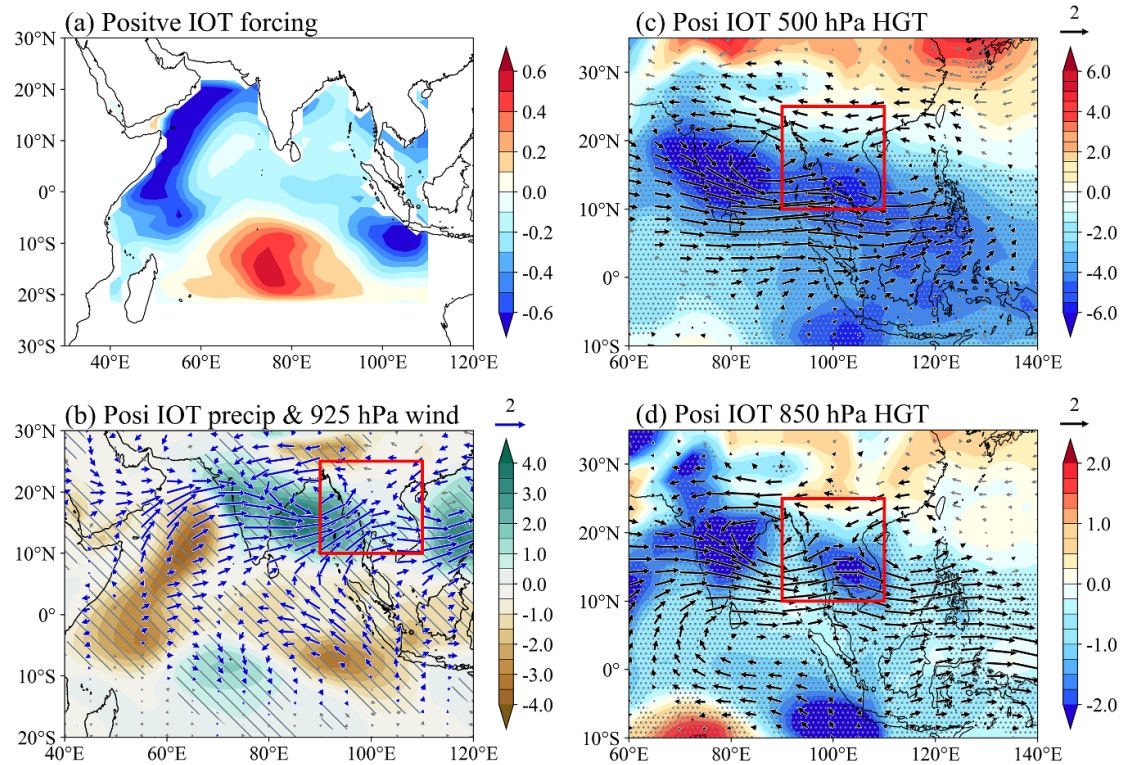 (a) Positve IOT forcing
30°N
20°N
10°N
0°
10°S
20°S
30°S
40°E
60°E
80°E
100°E
120°E
0.6
0.4
0.2
0.0
-0.2
-0.4
-0.6
(c) Posi IOT 500 hPa HGT
2
30°N
20°N
10°N
0°
10°S
60°E
80°E
100°E
120°E
140°E
6.0
4.0
2.0
0.0
-2.0
-4.0
-6.0
(b) Posi IOT precip & 925 hPa wind
2
30°N
20°N
10°N
0°
10°S
20°S
40°E
60°E
80°E
100°E
120°E
4.0
3.0
2.0
1.0
0.0
-1.0
-2.0
-3.0
-4.0
(d) Posi IOT 850 hPa HGT
2
30°N
20°N
10°N
0°
10°S
60°E
80°E
100°E
120°E
140°E
2.0
1.0
0.0
-1.0
-2.0